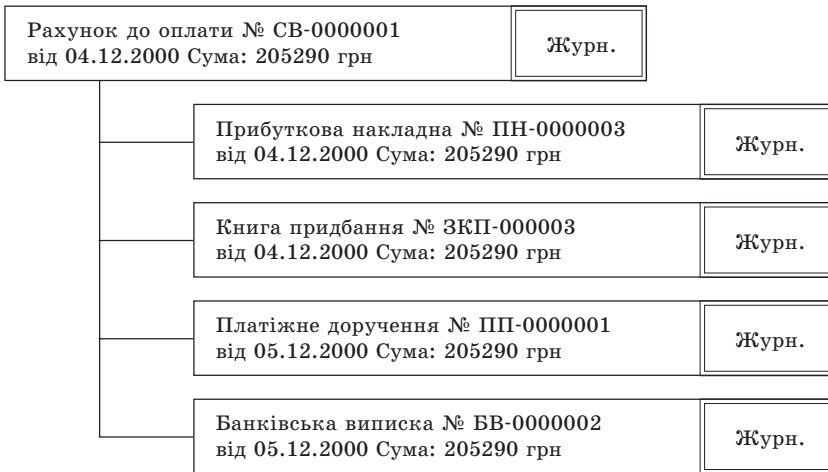 Рахунок до оплати № СВ-0000001
від 04.12.2000 Сума: 205290 грн
Журн.
Прибуткова накладна № ПН-0000003
від 04.12.2000 Сума: 205290 грн
Журн.
Книга придбання № ЗКП-000003
від 04.12.2000 Сума: 205290 грн
Журн.
Платіжне доручення № ПП-0000001
від 05.12.2000 Сума: 205290 грн
Журн.
Банківська виписка № БВ-0000002
від 05.12.2000 Сума: 205290 грн
Журн.